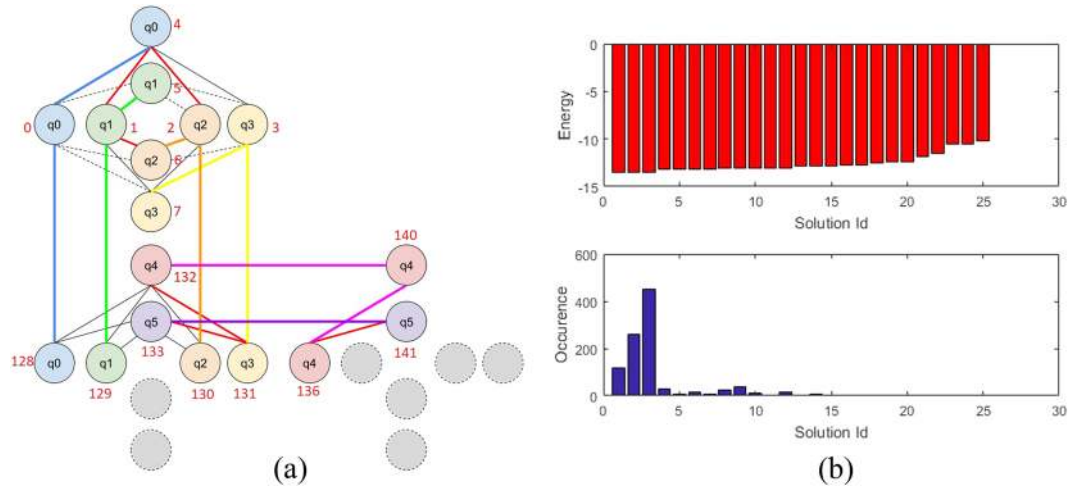 q0 4
q1 5
0 q0 q1 1 2 q2 q3 3
q2 6
q3 7
140
q4 132 q4
q5 q5
128 q0 q1 133 q2 q3 q4 141
129 130 131 136
(a)
0
-5
-10
-15
Energy
0 5 10 15 20 25 30
Solution Id
600
400
200
0
Occurence
0 5 10 15 20 25 30
Solution Id
(b)